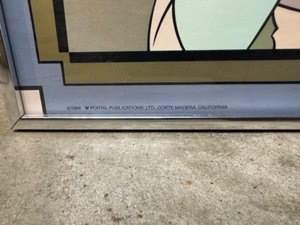 ©1984 ♥ PORTAL PUBLICATIONS, LTD., CORTE MADERA, CALIFORNIA